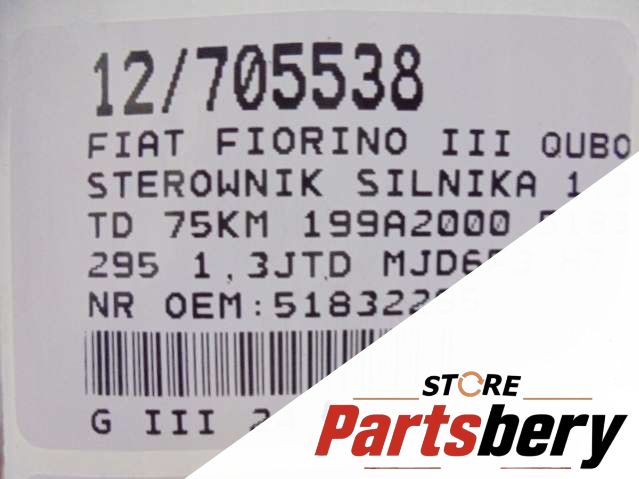 12/705538
FIAT FIORINO III QUBO
STEROWNIK SILNIKA 1
TD 75KM 199A2000
295 1,3JTD
NR OEM:51832295
G III
STORE
Partsbery